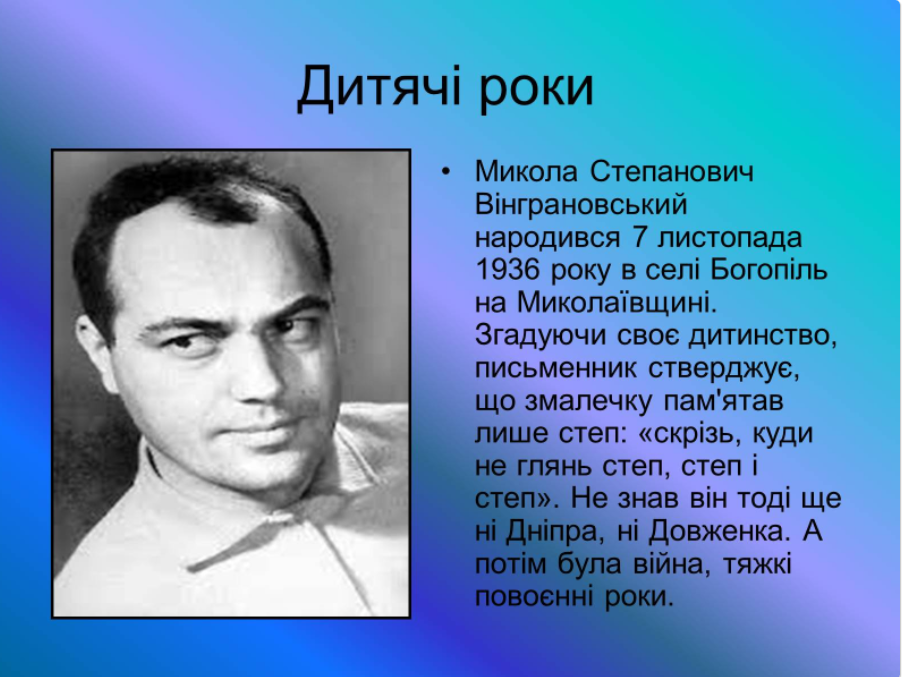 Дитячі роки
• Микола Степанович
Вінграновський
народився 7 листопада
1936 року в селі Богопіль
на Миколаївщині.
Згадуючи своє дитинство,
письменник стверджує,
що змалечку пам'ятав
лише степ: «скрізь, куди
не глянь степ, степ і
степ». Не знав він тоді ще
ні Дніпра, ні Довженка. А
потім була війна, тяжкі
повоєнні роки.